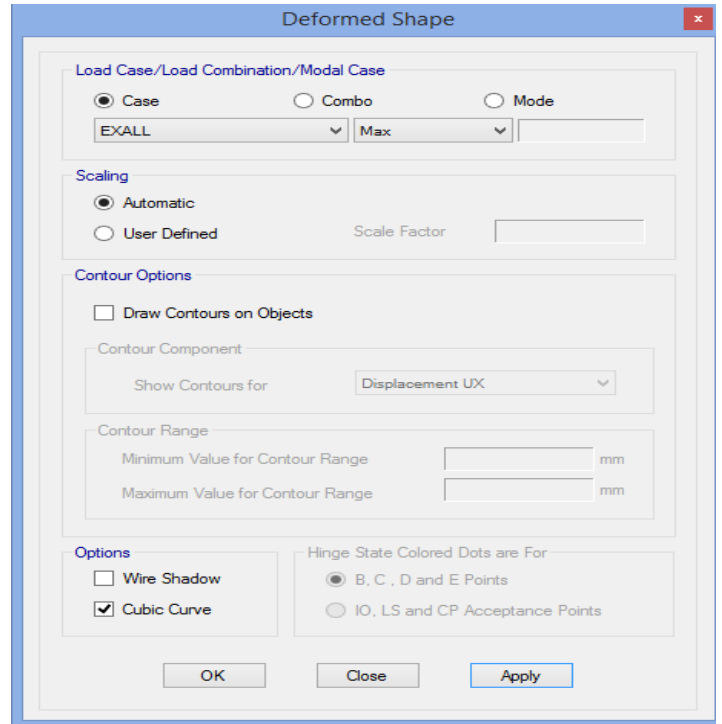 Deformed Shape
x
Load Case/Load Combination/Modal Case
Case Combo Mode
EXALL Max
Scaling
Automatic
User Defined Scale Factor
Contour Options
Draw Contours on Objects
Contour Component
Show Contours for Displacement UX
Contour Range
Minimum Value for Contour Range mm
Maximum Value for Contour Range mm
Options Hinge State Colored Dots are For
Wire Shadow B, C , D and E Points
Cubic Curve IO, LS and CP Acceptance Points
OK Close Apply